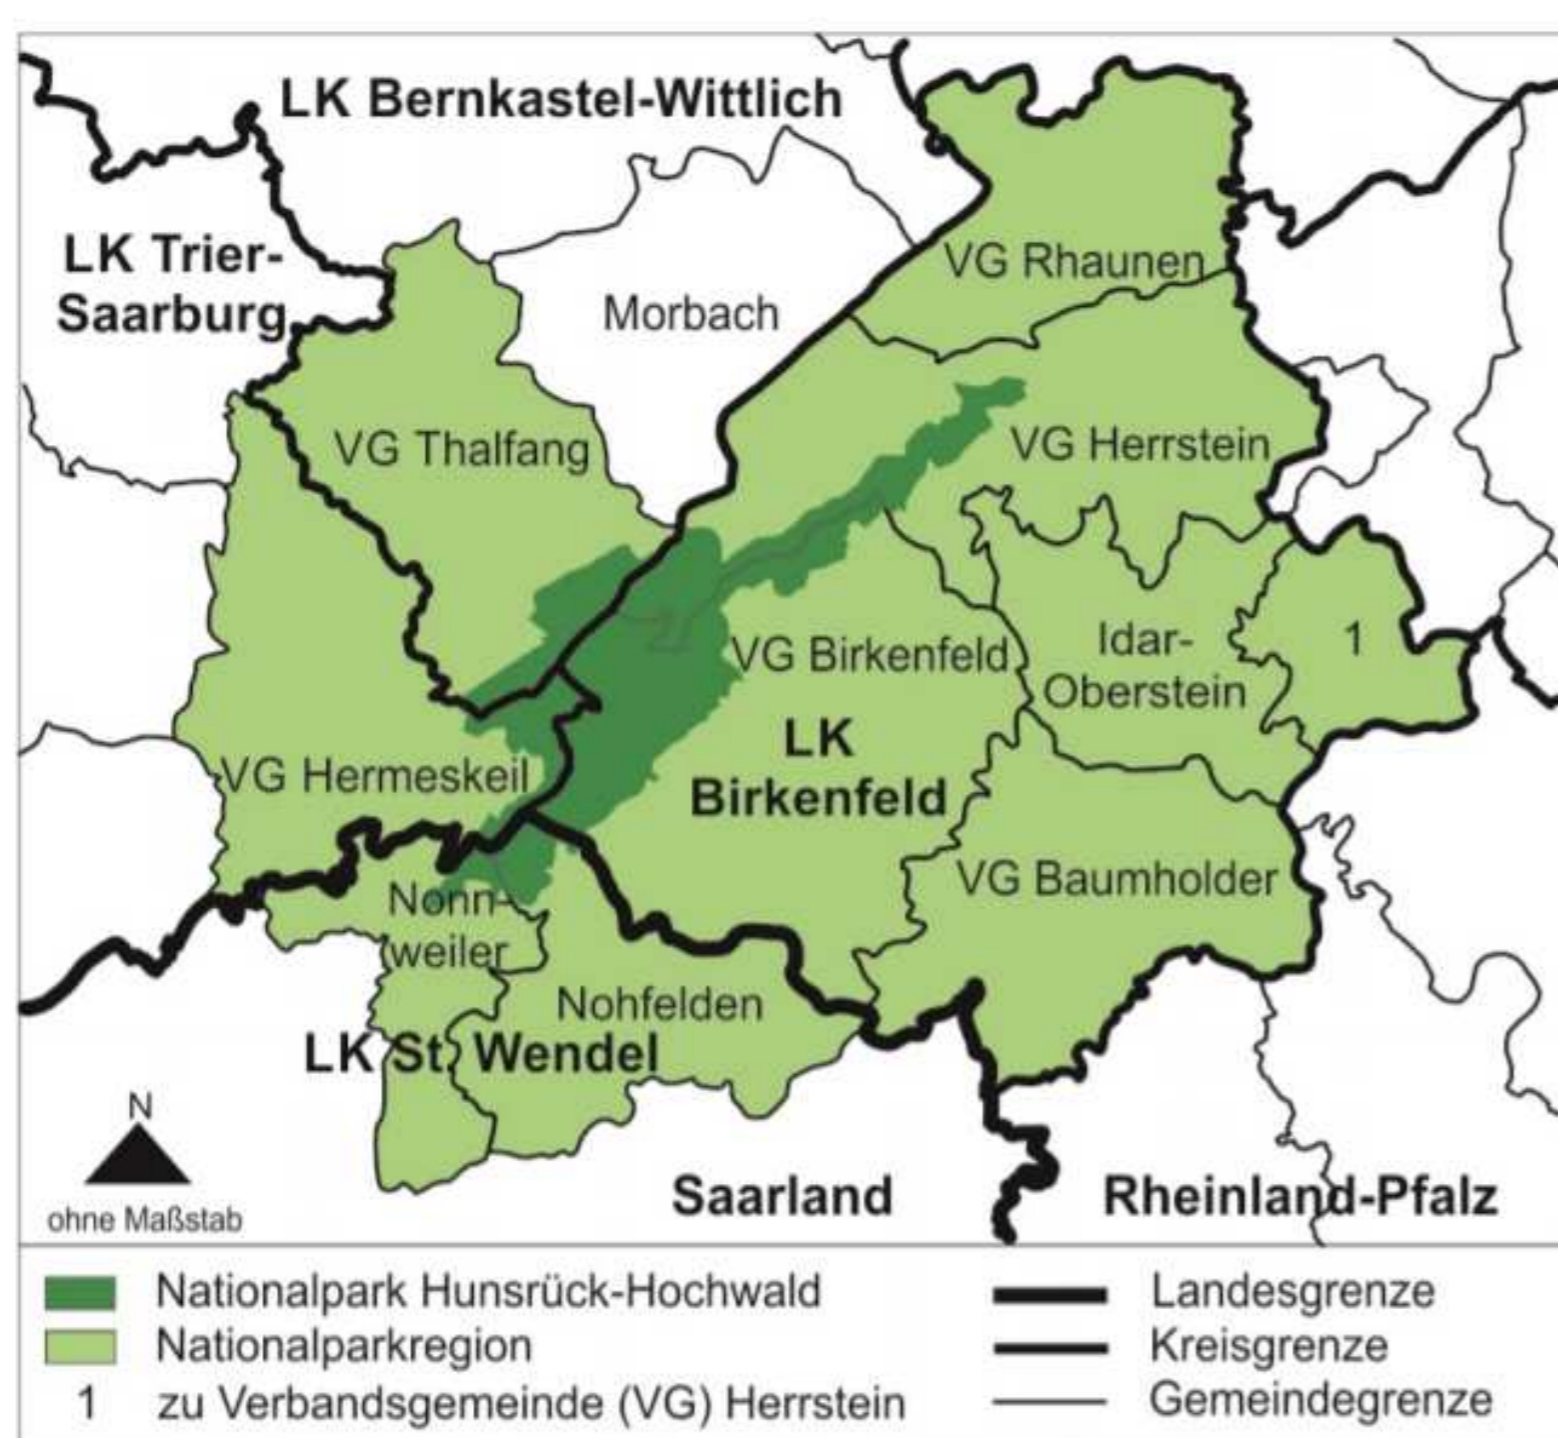 LK Bernkastel-Wittlich
LK Trier-
Saarburg
Morbach
VG Rhaunen
VG Thalfang
VG Herrstein
VG Birkenfeld
Idar-
Oberstein
1
LK
Birkenfeld
VG Hermeskeil
VG Baumholder
Nonn-
weiler
Nohfelden
LK St. Wendel
N
ohne Maßstab
Saarland
Rheinland-Pfalz
Nationalpark Hunsrück-Hochwald
Nationalparkregion
1 zu Verbandsgemeinde (VG) Herrstein
Landesgrenze
Kreisgrenze
Gemeindegrenze